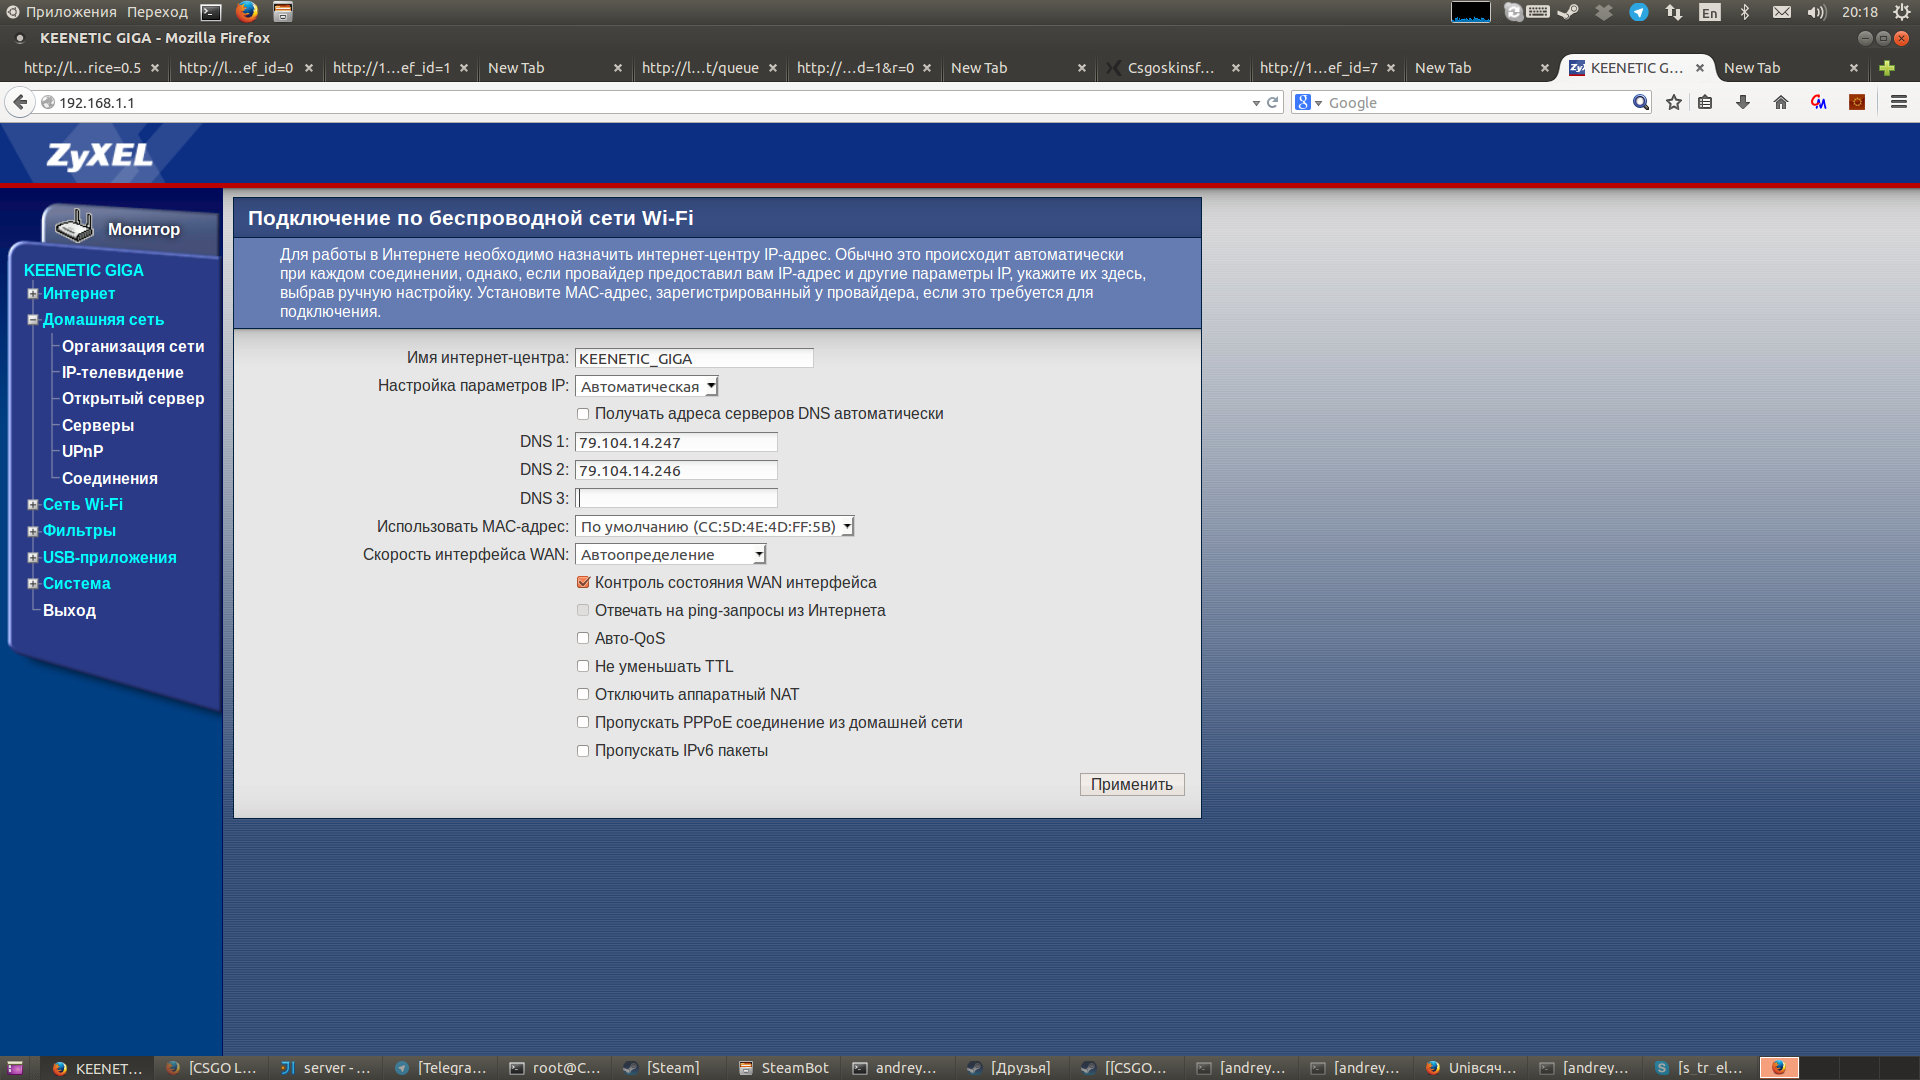 Приложения Переход
En 20:18
KEENETIC GIGA - Mozilla Firefox
http://l...rice=0.5
http://l...ef_id=0
http://1...ef_id=1
New Tab
http://l...t/queue
http://...d=1&r=0
New Tab
Csgoskinsf...
http://1...ef_id=7
New Tab
ZyX KEENETIC G...
New Tab
192.168.1.1
8 Google
GM
ZyXEL
Монитор
KEENETIC GIGA
Интернет
Домашняя сеть
Организация сети
IP-телевидение
Открытый сервер
Серверы
UPnP
Соединения
Сеть Wi-Fi
Фильтры
USB-приложения
Система
Выход
Подключение по беспроводной сети Wi-Fi
Для работы в Интернете необходимо назначить интернет-центру IP-адрес. Обычно это происходит автоматически
при каждом соединении, однако, если провайдер предоставил вам IP-адрес и другие параметры IP, укажите их здесь,
выбрав ручную настройку. Установите MAC-адрес, зарегистрированный у провайдера, если это требуется для
подключения.
Имя интернет-центра: KEENETIC_GIGA
Настройка параметров IP: Автоматическая
Получать адреса серверов DNS автоматически
DNS 1: 79.104.14.247
DNS 2: 79.104.14.246
DNS 3:
Использовать MAC-адрес: По умолчанию (CC:5D:4E:4D:FF:5B)
Скорость интерфейса WAN: Автоопределение
Контроль состояния WAN интерфейса
Отвечать на ping-запросы из Интернета
Авто-QoS
Не уменьшать TTL
Отключить аппаратный NAT
Пропускать PPPoE соединение из домашней сети
Пропускать IPv6 пакеты
Применить
KEENET...
[CSGO L...
server - ...
[Telegra...
root@C...
[Steam]
SteamBot
andrey...
[Друзья]
[[CSGO...
[andrey...
[andrey...
Unівсяч...
[andrey...
[s_tr_el...